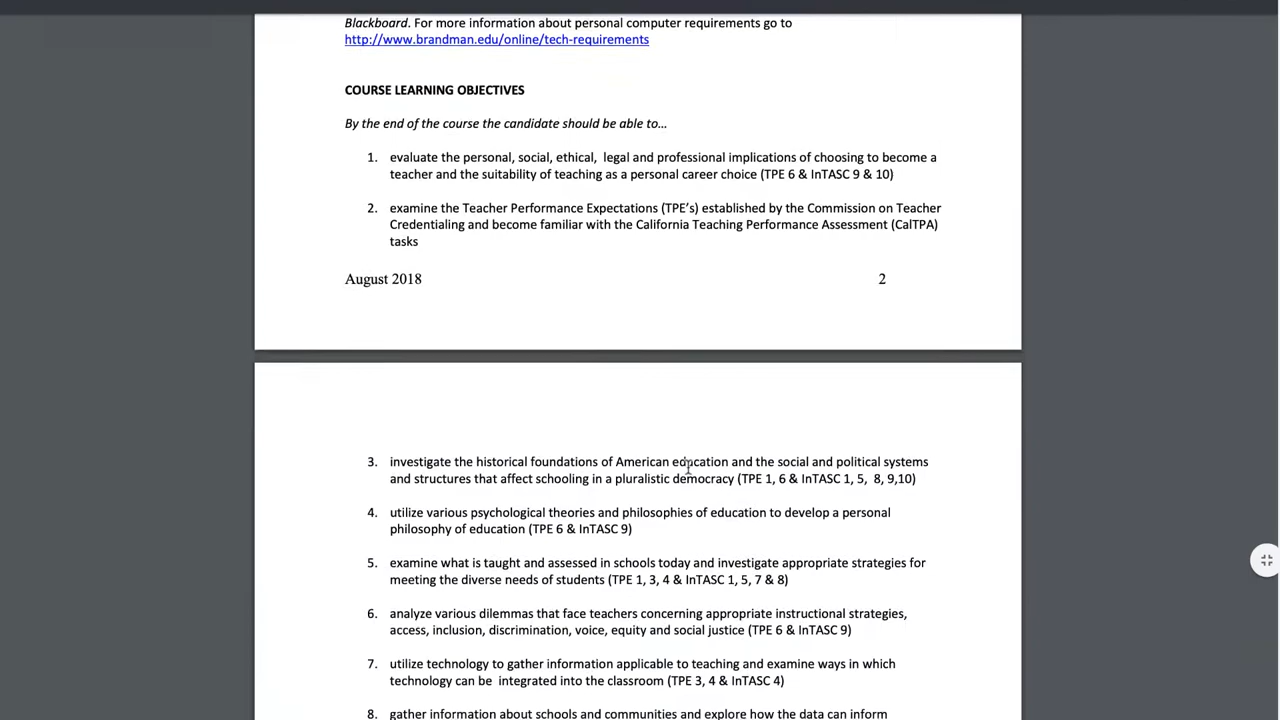 Blackboard. For more information about personal computer requirements go to
http://www.brandman.edu/online/tech-requirements
COURSE LEARNING OBJECTIVES
By the end of the course the candidate should be able to…
1. evaluate the personal, social, ethical,  legal and professional implications of choosing to become a
teacher and the suitability of teaching as a personal career choice (TPE 6 & InTASC 9 & 10)
2. examine the Teacher Performance Expectations (TPE's) established by the Commission on Teacher
Credentialing and become familiar with the California Teaching Performance Assessment (CalTPA)
tasks
August 2018 2
3. investigate the historical foundations of American education and the social and political systems
and structures that affect schooling in a pluralistic democracy (TPE 1, 6 & InTASC 1, 5,  8, 9,10)
4. utilize various psychological theories and philosophies of education to develop a personal
philosophy of education (TPE 6 & InTASC 9)
5. examine what is taught and assessed in schools today and investigate appropriate strategies for
meeting the diverse needs of students (TPE 1, 3, 4 & InTASC 1, 5, 7 & 8)
6. analyze various dilemmas that face teachers concerning appropriate instructional strategies,
access, inclusion, discrimination, voice, equity and social justice (TPE 6 & InTASC 9)
7. utilize technology to gather information applicable to teaching and examine ways in which
technology can be  integrated into the classroom (TPE 3, 4 & InTASC 4)
8. gather information about schools and communities and explore how the data can inform